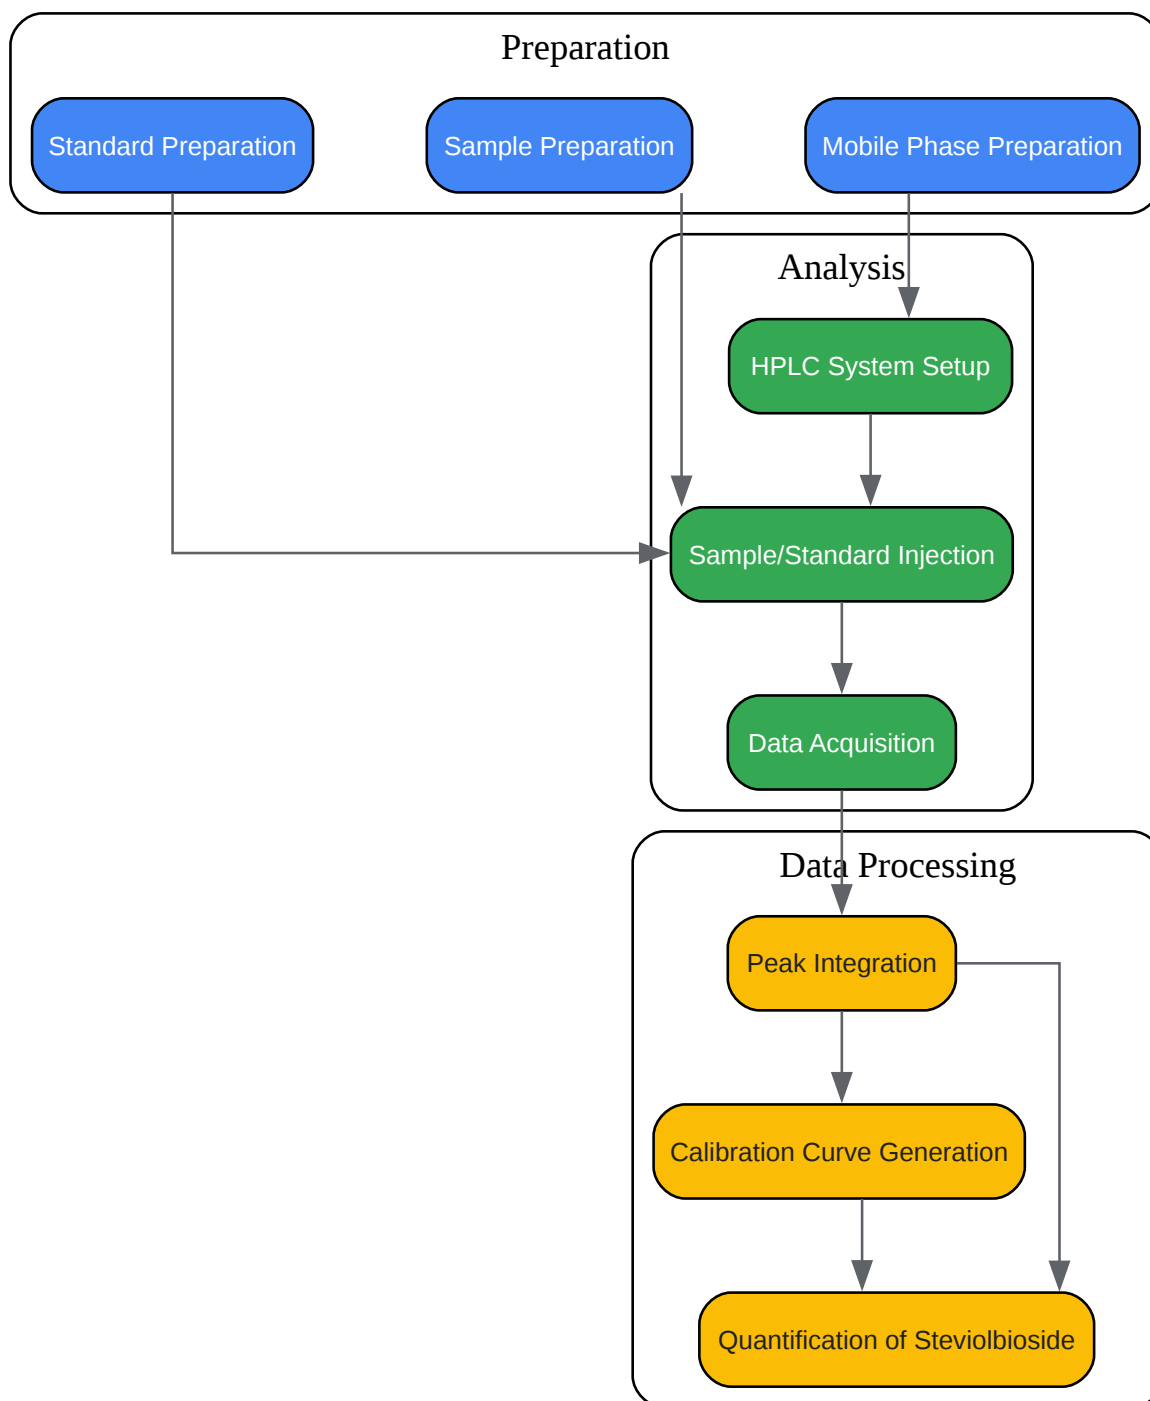 Preparation
Standard Preparation
Sample Preparation
Mobile Phase Preparation
Analysis
HPLC System Setup
Sample/Standard Injection
Data Acquisition
Data Processing
Peak Integration
Calibration Curve Generation
Quantification of Steviolbioside